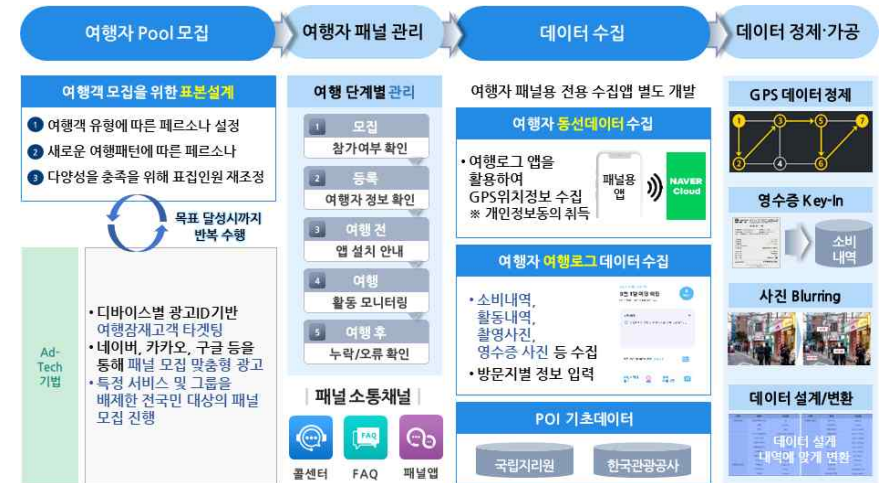 여행자 Pool 모집
여행자 패널 관리
데이터 수집
데이터 정제·가공
여행객 모집을 위한 표본설계
1 여행객 유형에 따른 페르소나 설정
2 새로운 여행패턴에 따른 페르소나
3 다양성을 충족을 위해 표집인원 재조정
목표 달성시까지
반복 수행
Ad-
Tech
기법
• 디바이스별 광고ID기반
여행잠재고객 타겟팅
• 네이버, 카카오, 구글 등을
통해 패널 모집 맞춤형 광고
• 특정 서비스 및 그룹을
배제한 전국민 대상의 패널
모집 진행
여행 단계별 관리
1 모집
참가여부 확인
2 등록
여행자 정보 확인
3 여행 전
앱 설치 안내
4 여행
활동 모니터링
5 여행 후
누락/오류 확인
| 패널 소통채널 |
FAQ
콜센터
FAQ
패널앱
여행자 패널용 전용 수집앱 별도 개발
여행자 동선데이터 수집
• 여행로그 앱을
활용하여
GPS위치정보 수집
※ 개인정보동의 취득
패널용
앱
NAVER
Cloud
여행자 여행로그 데이터 수집
• 소비내역,
활동내역,
촬영사진,
영수증 사진 등 수집
• 방문지별 정보 입력
POI 기초데이터
국립지리원
한국관광공사
GPS 데이터 정제
1
3
5
7
2
4
6
영수증 Key-In
소비
내역
사진 Blurring
데이터 설계/변환
데이터 설계
내역에 맞게 변환